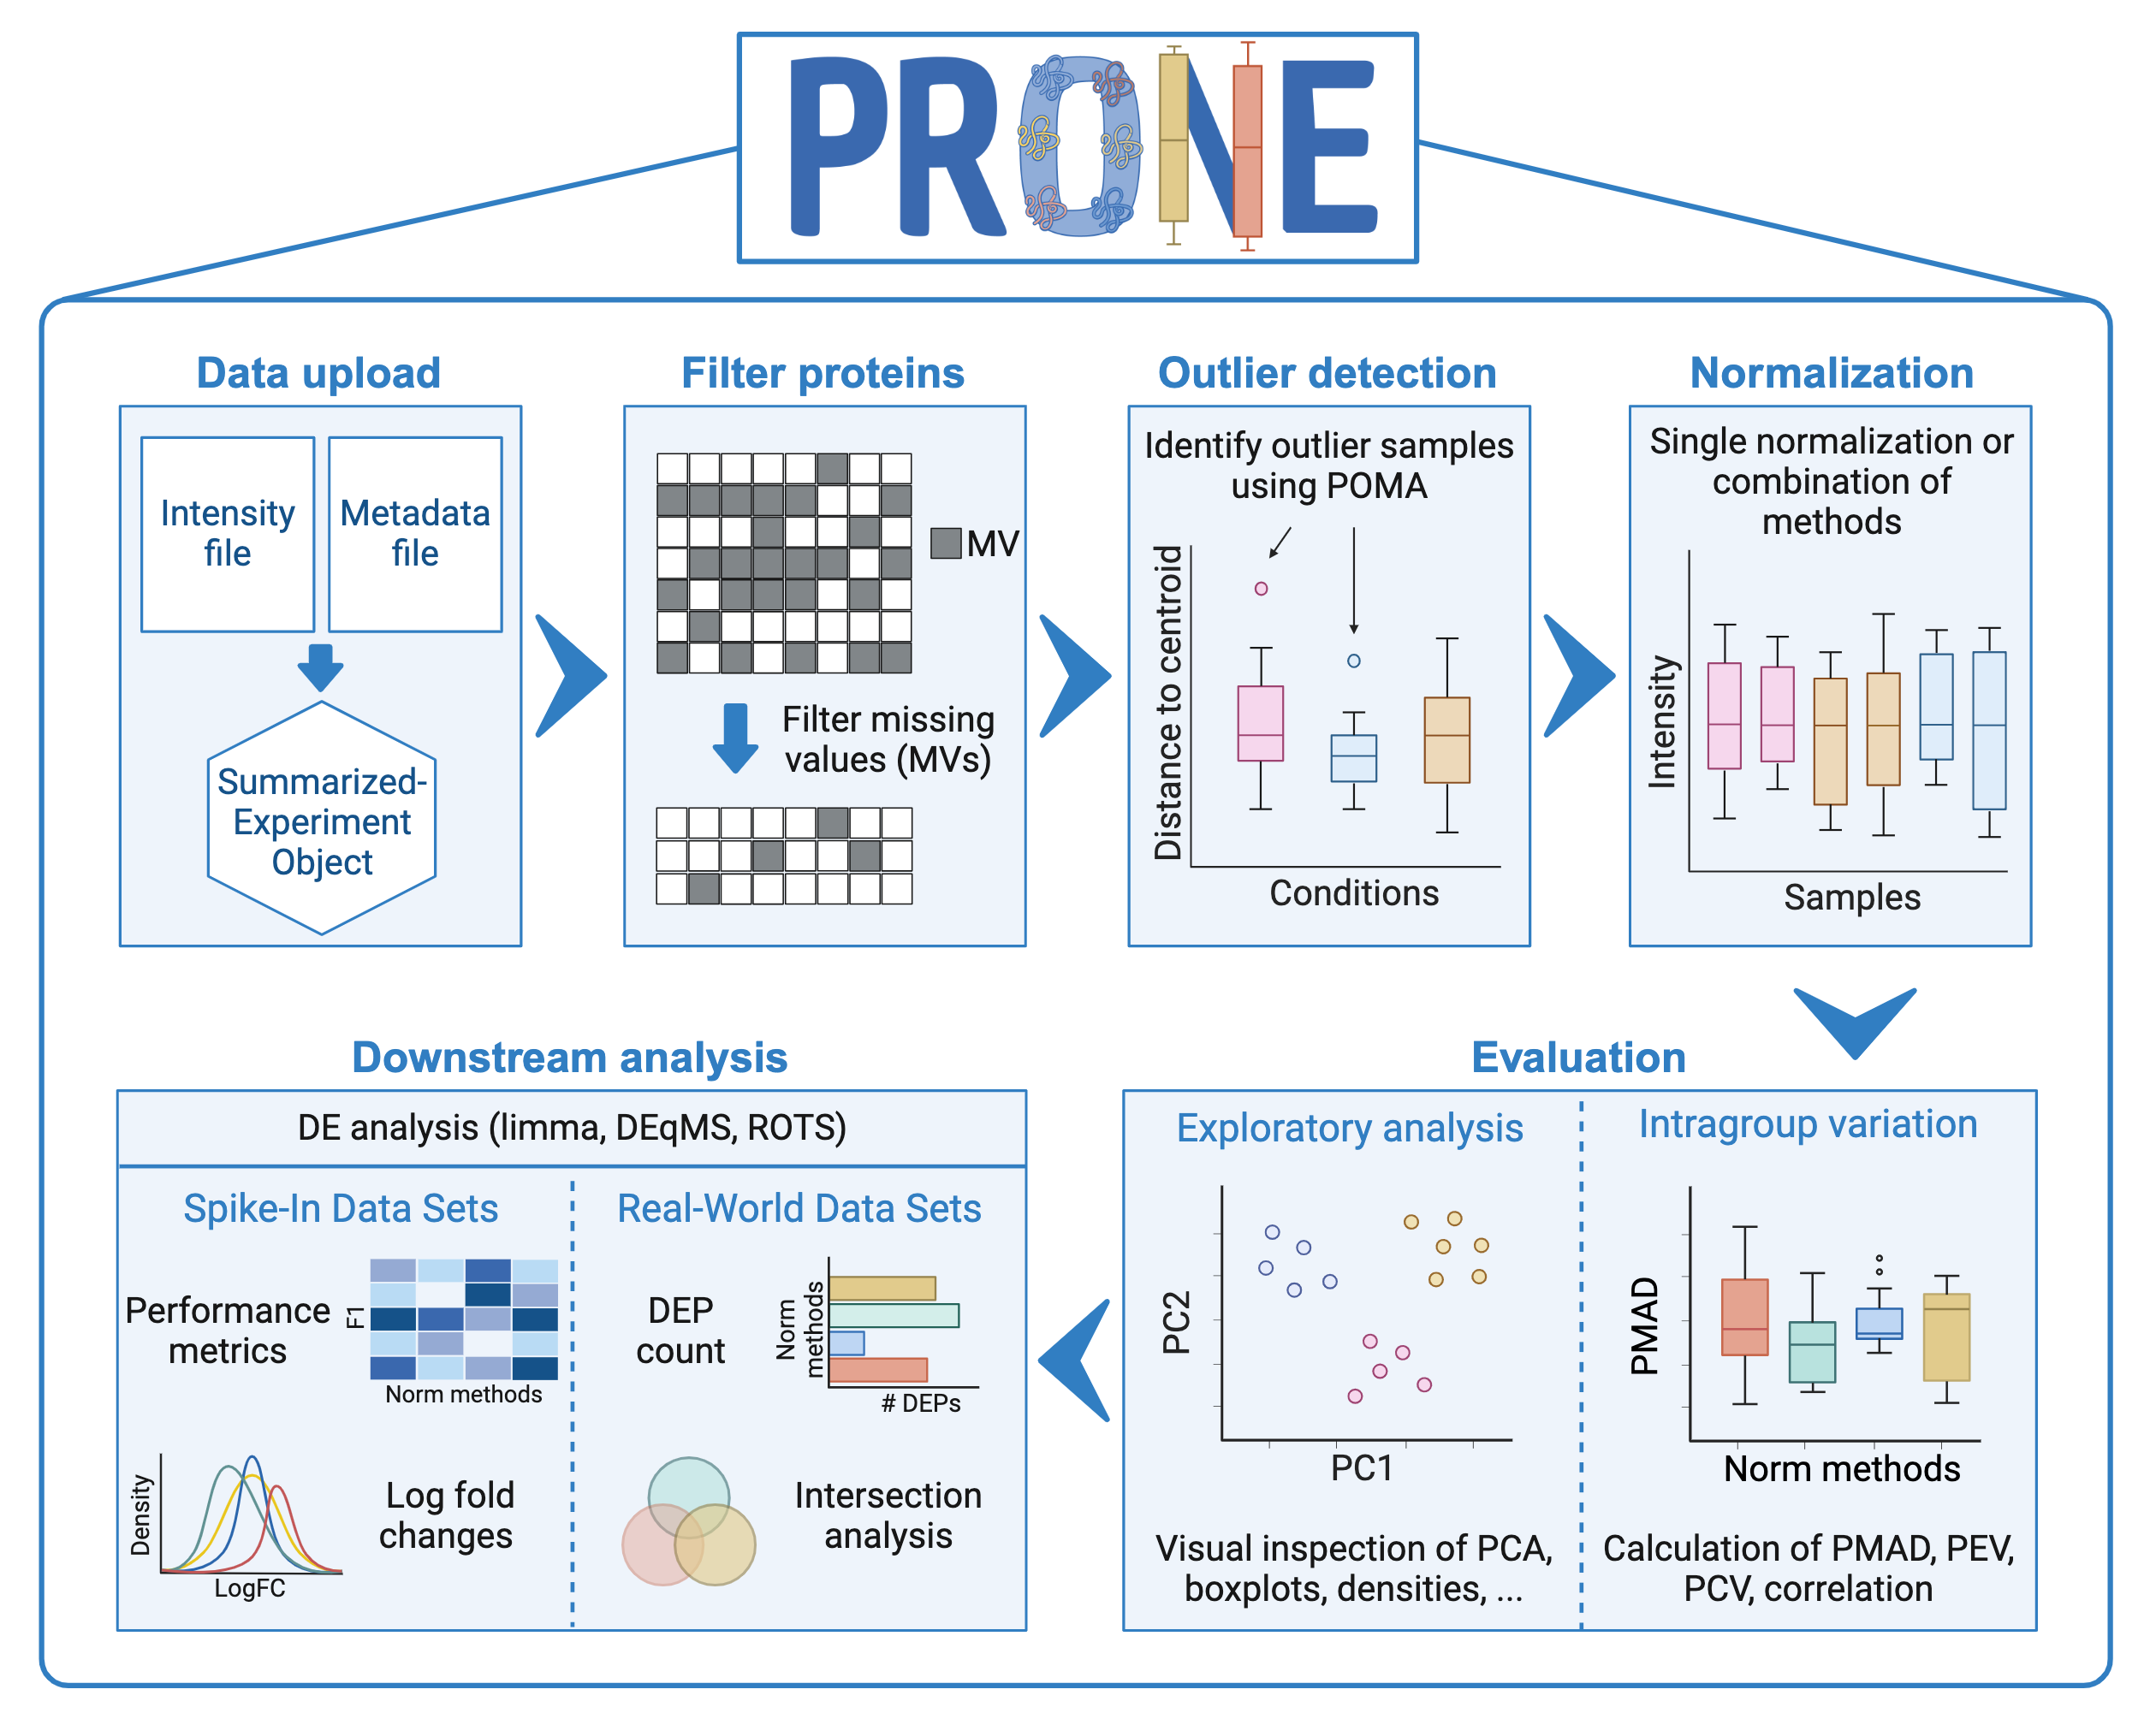 PRONE
Data upload
Intensity
file
Metadata
file
Summarized-
Experiment
Object
Filter proteins
MV
Filter missing
values (MVs)
Outlier detection
Identify outlier samples
using POMA
Distance to centroid
Conditions
Normalization
Single normalization or
combination of
methods
Intensity
Samples
Evaluation
Exploratory analysis
PC2
PC1
Visual inspection of PCA,
boxplots, densities, ...
Intragroup variation
PMAD
Norm methods
Calculation of PMAD, PEV,
PCV, correlation
Downstream analysis
DE analysis (limma, DEqMS, ROTS)
Spike-In Data Sets
Performance
metrics
F1
Norm methods
Density
LogFC
Log fold
changes
Real-World Data Sets
DEP
count
Norm
methods
# DEPs
Intersection
analysis